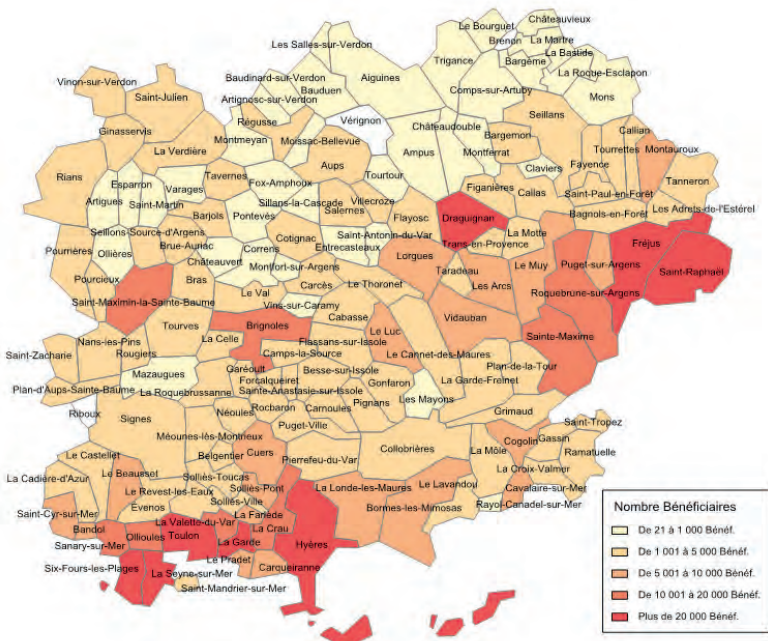 Le Bourguet
Châteauvieux
Brenon
La Martre
Les Salles-sur-Verdon
La Bastide
Trigance
Bargème
Vinon-sur-Verdon
Baudinard-sur-Verdon
Aiguines
La Roque-Esclapon
Saint-Julien
Bauduen
Comps-sur-Artuby
Mons
Artignosc-sur-Verdon
Seillans
Vérignon
Régusse
Châteaudouble
Callian
Ginasservis
Montmeyan
Moissac-Bellevue
Bargemon
Tourrettes
Montauroux
La Verdière
Ampus
Montferrat
Aups
Fayence
Rians
Tavernes
Tourtour
Claviers
Tanneron
Esparron
Varages
Fox-Amphoux
Figanières
Saint-Paul-en-Forêt
Artigues
Saint-Martin
Sillans-la-Cascade
Villecroze
Callas
Barjols
Pontevès
Salernes
Flayosc
Draguignan
Bagnols-en-Forêt
Les Adrets-de-l'Estérel
Seillons-Source-d'Argens
Saint-Antonin-du-Var
La Motte
Pourrières
Brue-Auriac
Cotignac
Entrecasteaux
Trans-en-Provence
Fréjus
Ollières
Correns
Lorgues
Puget-sur-Argens
Châteauvert
Montfort-sur-Argens
Le Muy
Saint-Raphaël
Pourcieux
Taradeau
Bras
Carcès
Le Thoronet
Les Arcs
Roquebrune-sur-Argens
Saint-Maximin-la-Sainte-Baume
Le Val
Vins-sur-Caramy
Cabasse
Vidauban
Tourves
Brignoles
Le Luc
Sainte-Maxime
Nans-les-Pins
La Celle
Flassans-sur-Issole
Saint-Zacharie
Rougiers
Camps-la-Source
Le Cannet-des-Maures
Plan-de-la-Tour
Mazaugues
Garéoult
Besse-sur-Issole
La Garde-Freinet
Plan-d'Aups-Sainte-Baume
Forcalqueiret
Gonfaron
La Roquebrussanne
Sainte-Anastasie-sur-Issole
Les Mayons
Riboux
Rocbaron
Pignans
Grimaud
Signes
Néoules
Carnoules
Saint-Tropez
Puget-Ville
Méounes-lès-Montrieux
Cogolin
Gassin
Le Castellet
Belgentier
Cuers
Collobrières
La Môle
Ramatuelle
Pierrefeu-du-Var
La Croix-Valmer
La Cadière-d'Azur
Le Beausset
Solliès-Toucas
Le Revest-les-Eaux
Solliès-Pont
La Londe-les-Maures
Le Lavandou
Cavalaire-sur-Mer
Saint-Cyr-sur-Mer
Évenos
Solliès-Ville
Bormes-les-Mimosas
Rayol-Canadel-sur-Mer
La Farlède
Bandol
La Valette-du-Var
La Crau
Sanary-sur-Mer
Ollioules
Toulon
La Garde
Hyères
Le Pradet
Six-Fours-les-Plages
La Seyne-sur-Mer
Carqueiranne
Saint-Mandrier-sur-Mer
Nombre Bénéficiaires
De 21 à 1 000 Bénéf.
De 1 001 à 5 000 Bénéf.
De 5 001 à 10 000 Bénéf.
De 10 001 à 20 000 Bénéf.
Plus de 20 000 Bénéf.